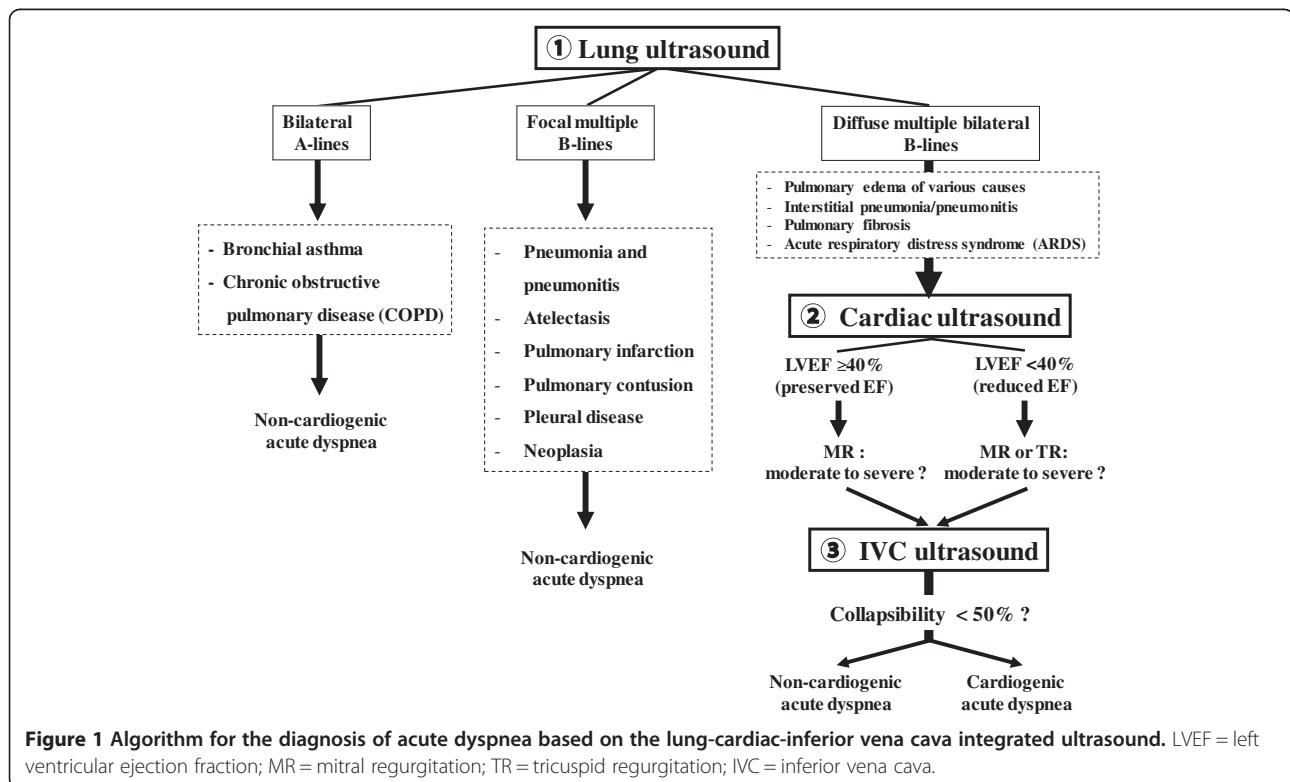 ① Lung ultrasound
Bilateral
A-lines
- Bronchial asthma
- Chronic obstructive
pulmonary disease (COPD)
Non-cardiogenic
acute dyspnea
Focal multiple
B-lines
- Pneumonia and
pneumonitis
- Atelectasis
- Pulmonary infarction
- Pulmonary contusion
- Pleural disease
- Neoplasia
Non-cardiogenic
acute dyspnea
Diffuse multiple bilateral
B-lines
- Pulmonary edema of various causes
- Interstitial pneumonia/pneumonitis
- Pulmonary fibrosis
- Acute respiratory distress syndrome (ARDS)
② Cardiac ultrasound
LVEF ≥40%
(preserved EF)
MR :
moderate to severe ?
LVEF <40%
(reduced EF)
MR or TR:
moderate to severe ?
③ IVC ultrasound
Collapsibility < 50% ?
Non-cardiogenic
acute dyspnea
Cardiogenic
acute dyspnea
Figure 1 Algorithm for the diagnosis of acute dyspnea based on the lung-cardiac-inferior vena cava integrated ultrasound. LVEF = left
ventricular ejection fraction; MR = mitral regurgitation; TR = tricuspid regurgitation; IVC = inferior vena cava.